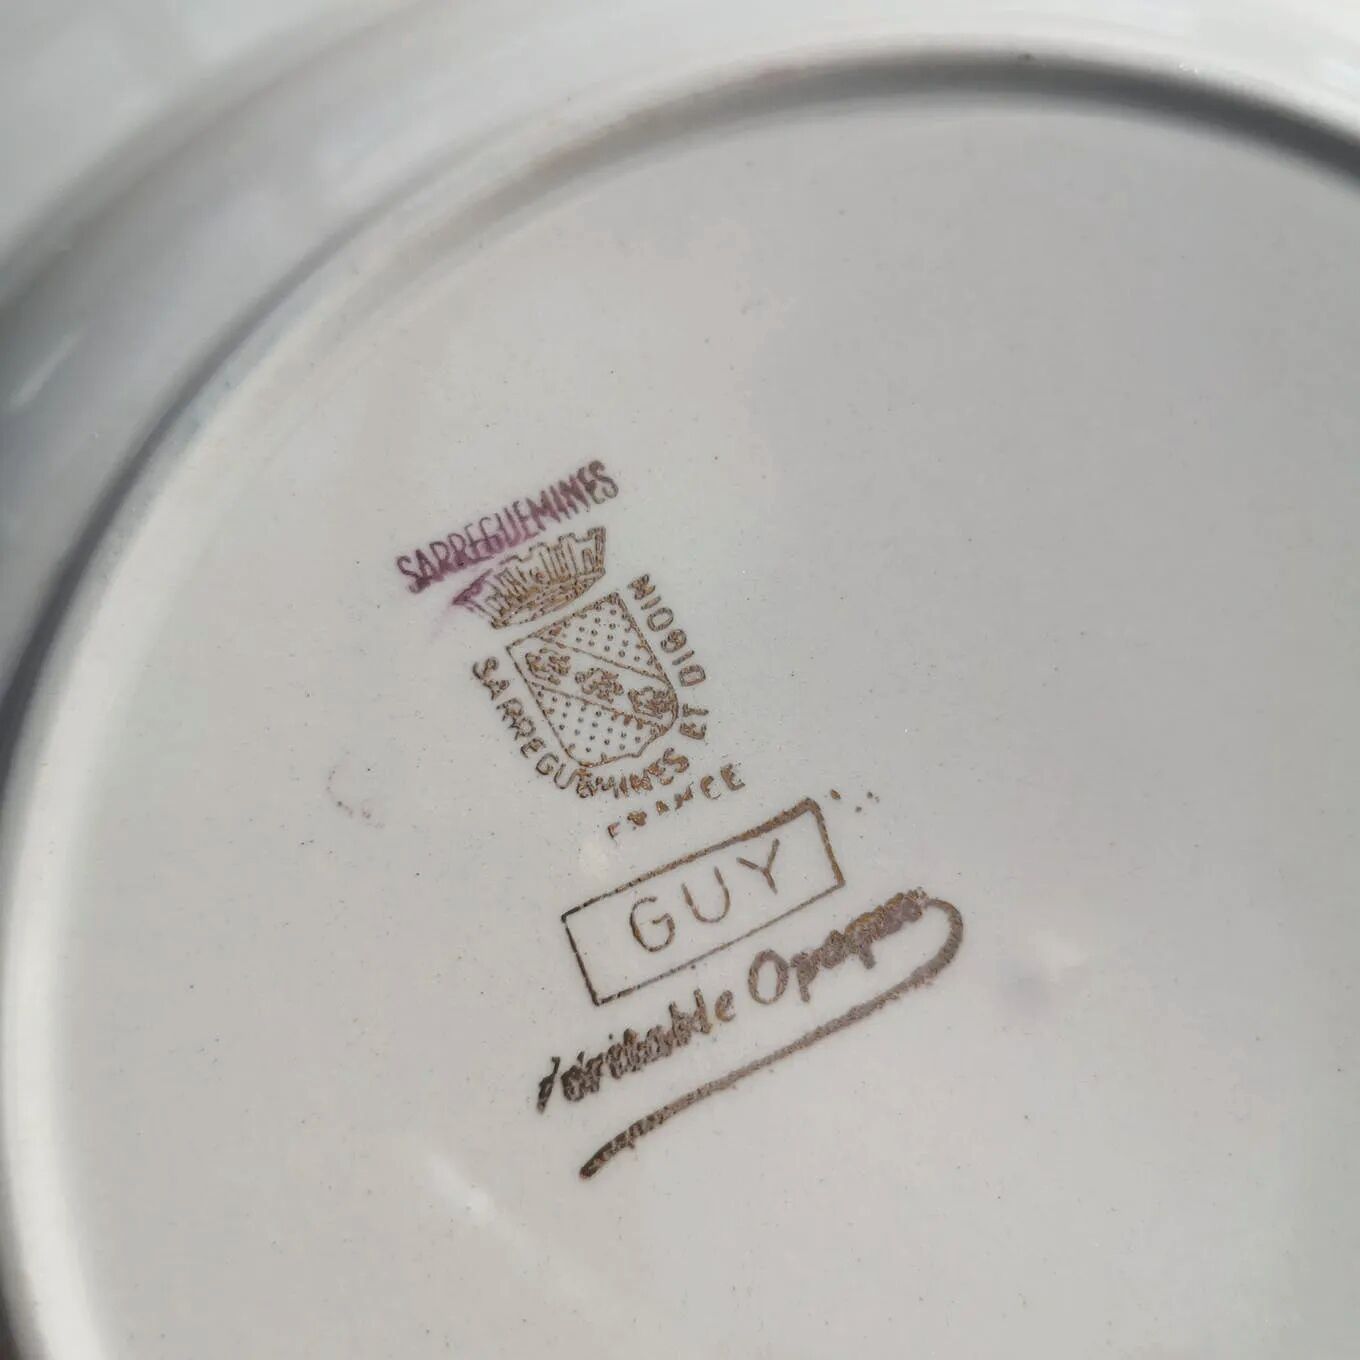 SARREGUEMINES
SARREGUEMINES ET DIGOIN
FRANCE
GUY
Véritable Opaque